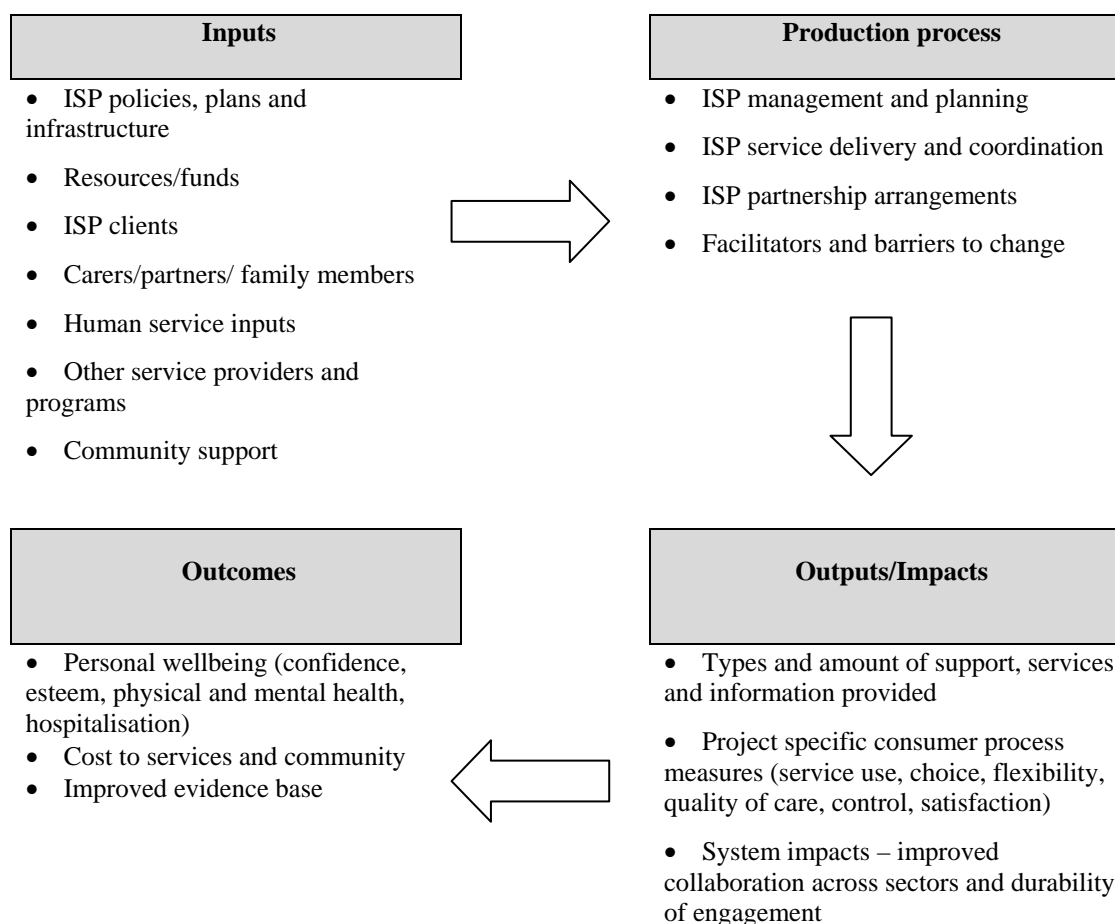 Inputs
• ISP policies, plans and
infrastructure
• Resources/funds
• ISP clients
• Carers/partners/ family members
• Human service inputs
• Other service providers and
programs
• Community support
Production process
• ISP management and planning
• ISP service delivery and coordination
• ISP partnership arrangements
• Facilitators and barriers to change
Outputs/Impacts
• Types and amount of support, services
and information provided
• Project specific consumer process
measures (service use, choice, flexibility,
quality of care, control, satisfaction)
• System impacts – improved
collaboration across sectors and durability
of engagement
Outcomes
• Personal wellbeing (confidence,
esteem, physical and mental health,
hospitalisation)
• Cost to services and community
• Improved evidence base